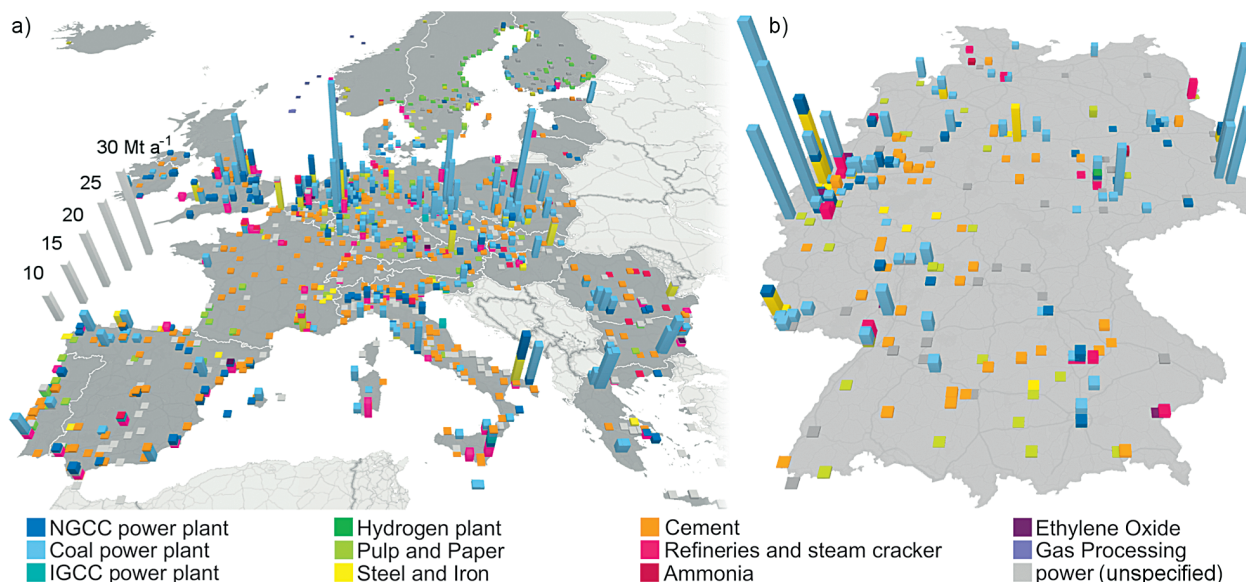 a)
b)
30 Mt a⁻¹
25
20
15
10
NGCC power plant
Coal power plant
IGCC power plant
Hydrogen plant
Pulp and Paper
Steel and Iron
Cement
Refineries and steam cracker
Ammonia
Ethylene Oxide
Gas Processing
power (unspecified)